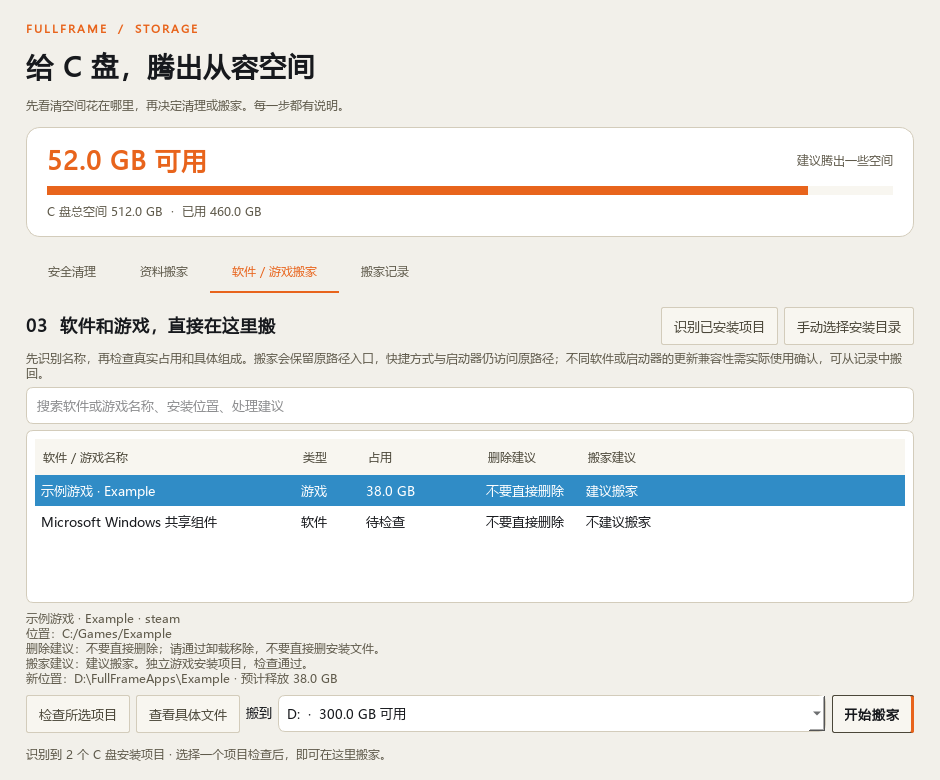 FULLFRAME / STORAGE
给 C 盘，腾出从容空间
先看清空间花在哪里，再决定清理或搬家。每一步都有说明。
52.0 GB 可用
建议腾出一些空间
C 盘总空间 512.0 GB · 已用 460.0 GB
安全清理 资料搬家 软件 / 游戏搬家 搬家记录
03 软件和游戏，直接在这里搬
识别已安装项目 手动选择安装目录
先识别名称，再检查真实占用和具体组成。搬家会保留原路径入口，快捷方式与启动器仍访问原路径；不同软件或启动器的更新兼容性需实际使用确认，可从记录中搬
回。
搜索软件或游戏名称、安装位置、处理建议
软件 / 游戏名称 类型 占用 删除建议 搬家建议
示例游戏 · Example 游戏 38.0 GB 不要直接删除 建议搬家
Microsoft Windows 共享组件 软件 待检查 不要直接删除 不建议搬家
示例游戏 · Example · steam
位置：C:/Games/Example
删除建议：不要直接删除；请通过卸载移除，不要直接删安装文件。
搬家建议：建议搬家。独立游戏安装项目，检查通过。
新位置：D:\FullFrameApps\Example · 预计释放 38.0 GB
检查所选项目 查看具体文件 搬到 D: · 300.0 GB 可用 开始搬家
识别到 2 个 C 盘安装项目 · 选择一个项目检查后，即可在这里搬家。